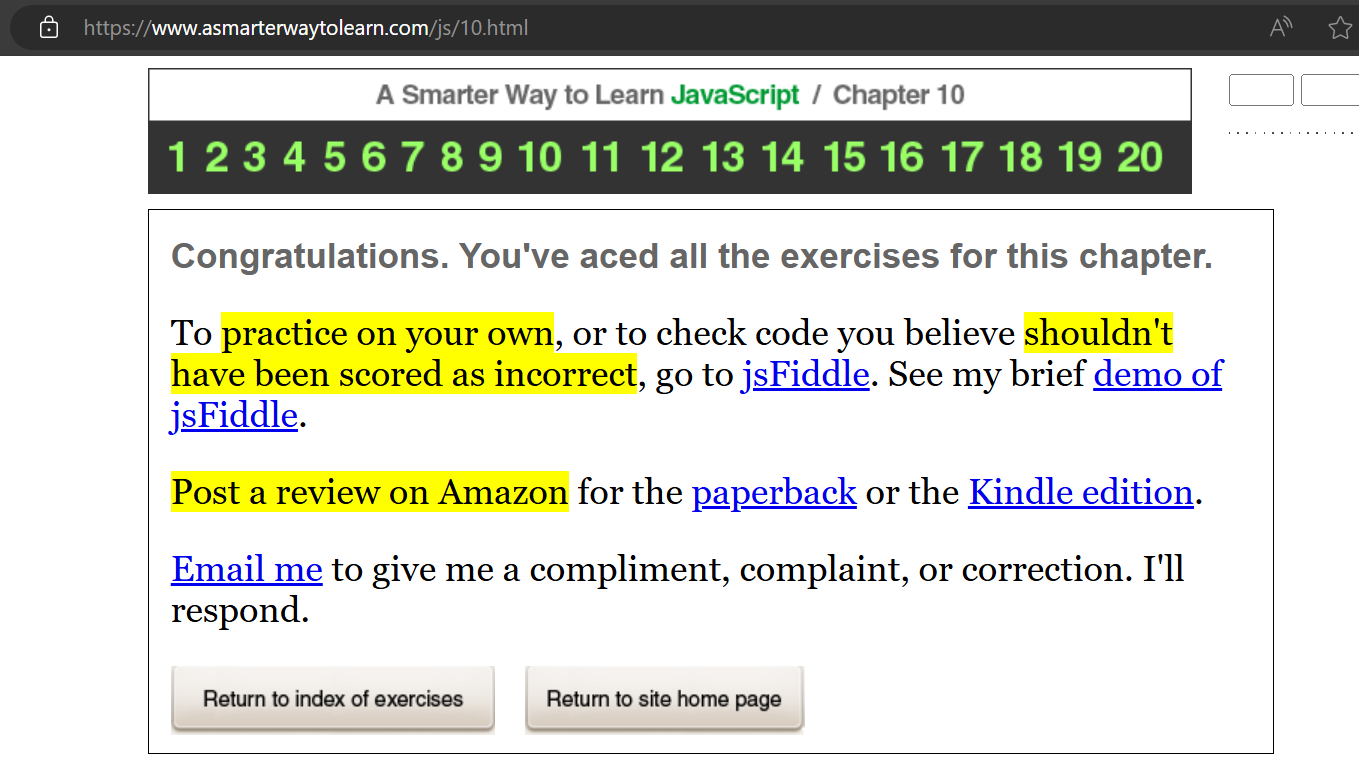 https://www.asmarterwaytolearn.com/js/10.html
A Smarter Way to Learn JavaScript / Chapter 10
1 2 3 4 5 6 7 8 9 10 11 12 13 14 15 16 17 18 19 20
Congratulations. You've aced all the exercises for this chapter.
To practice on your own, or to check code you believe shouldn't
have been scored as incorrect, go to jsFiddle. See my brief demo of
jsFiddle.
Post a review on Amazon for the paperback or the Kindle edition.
Email me to give me a compliment, complaint, or correction. I'll
respond.
Return to index of exercises Return to site home page